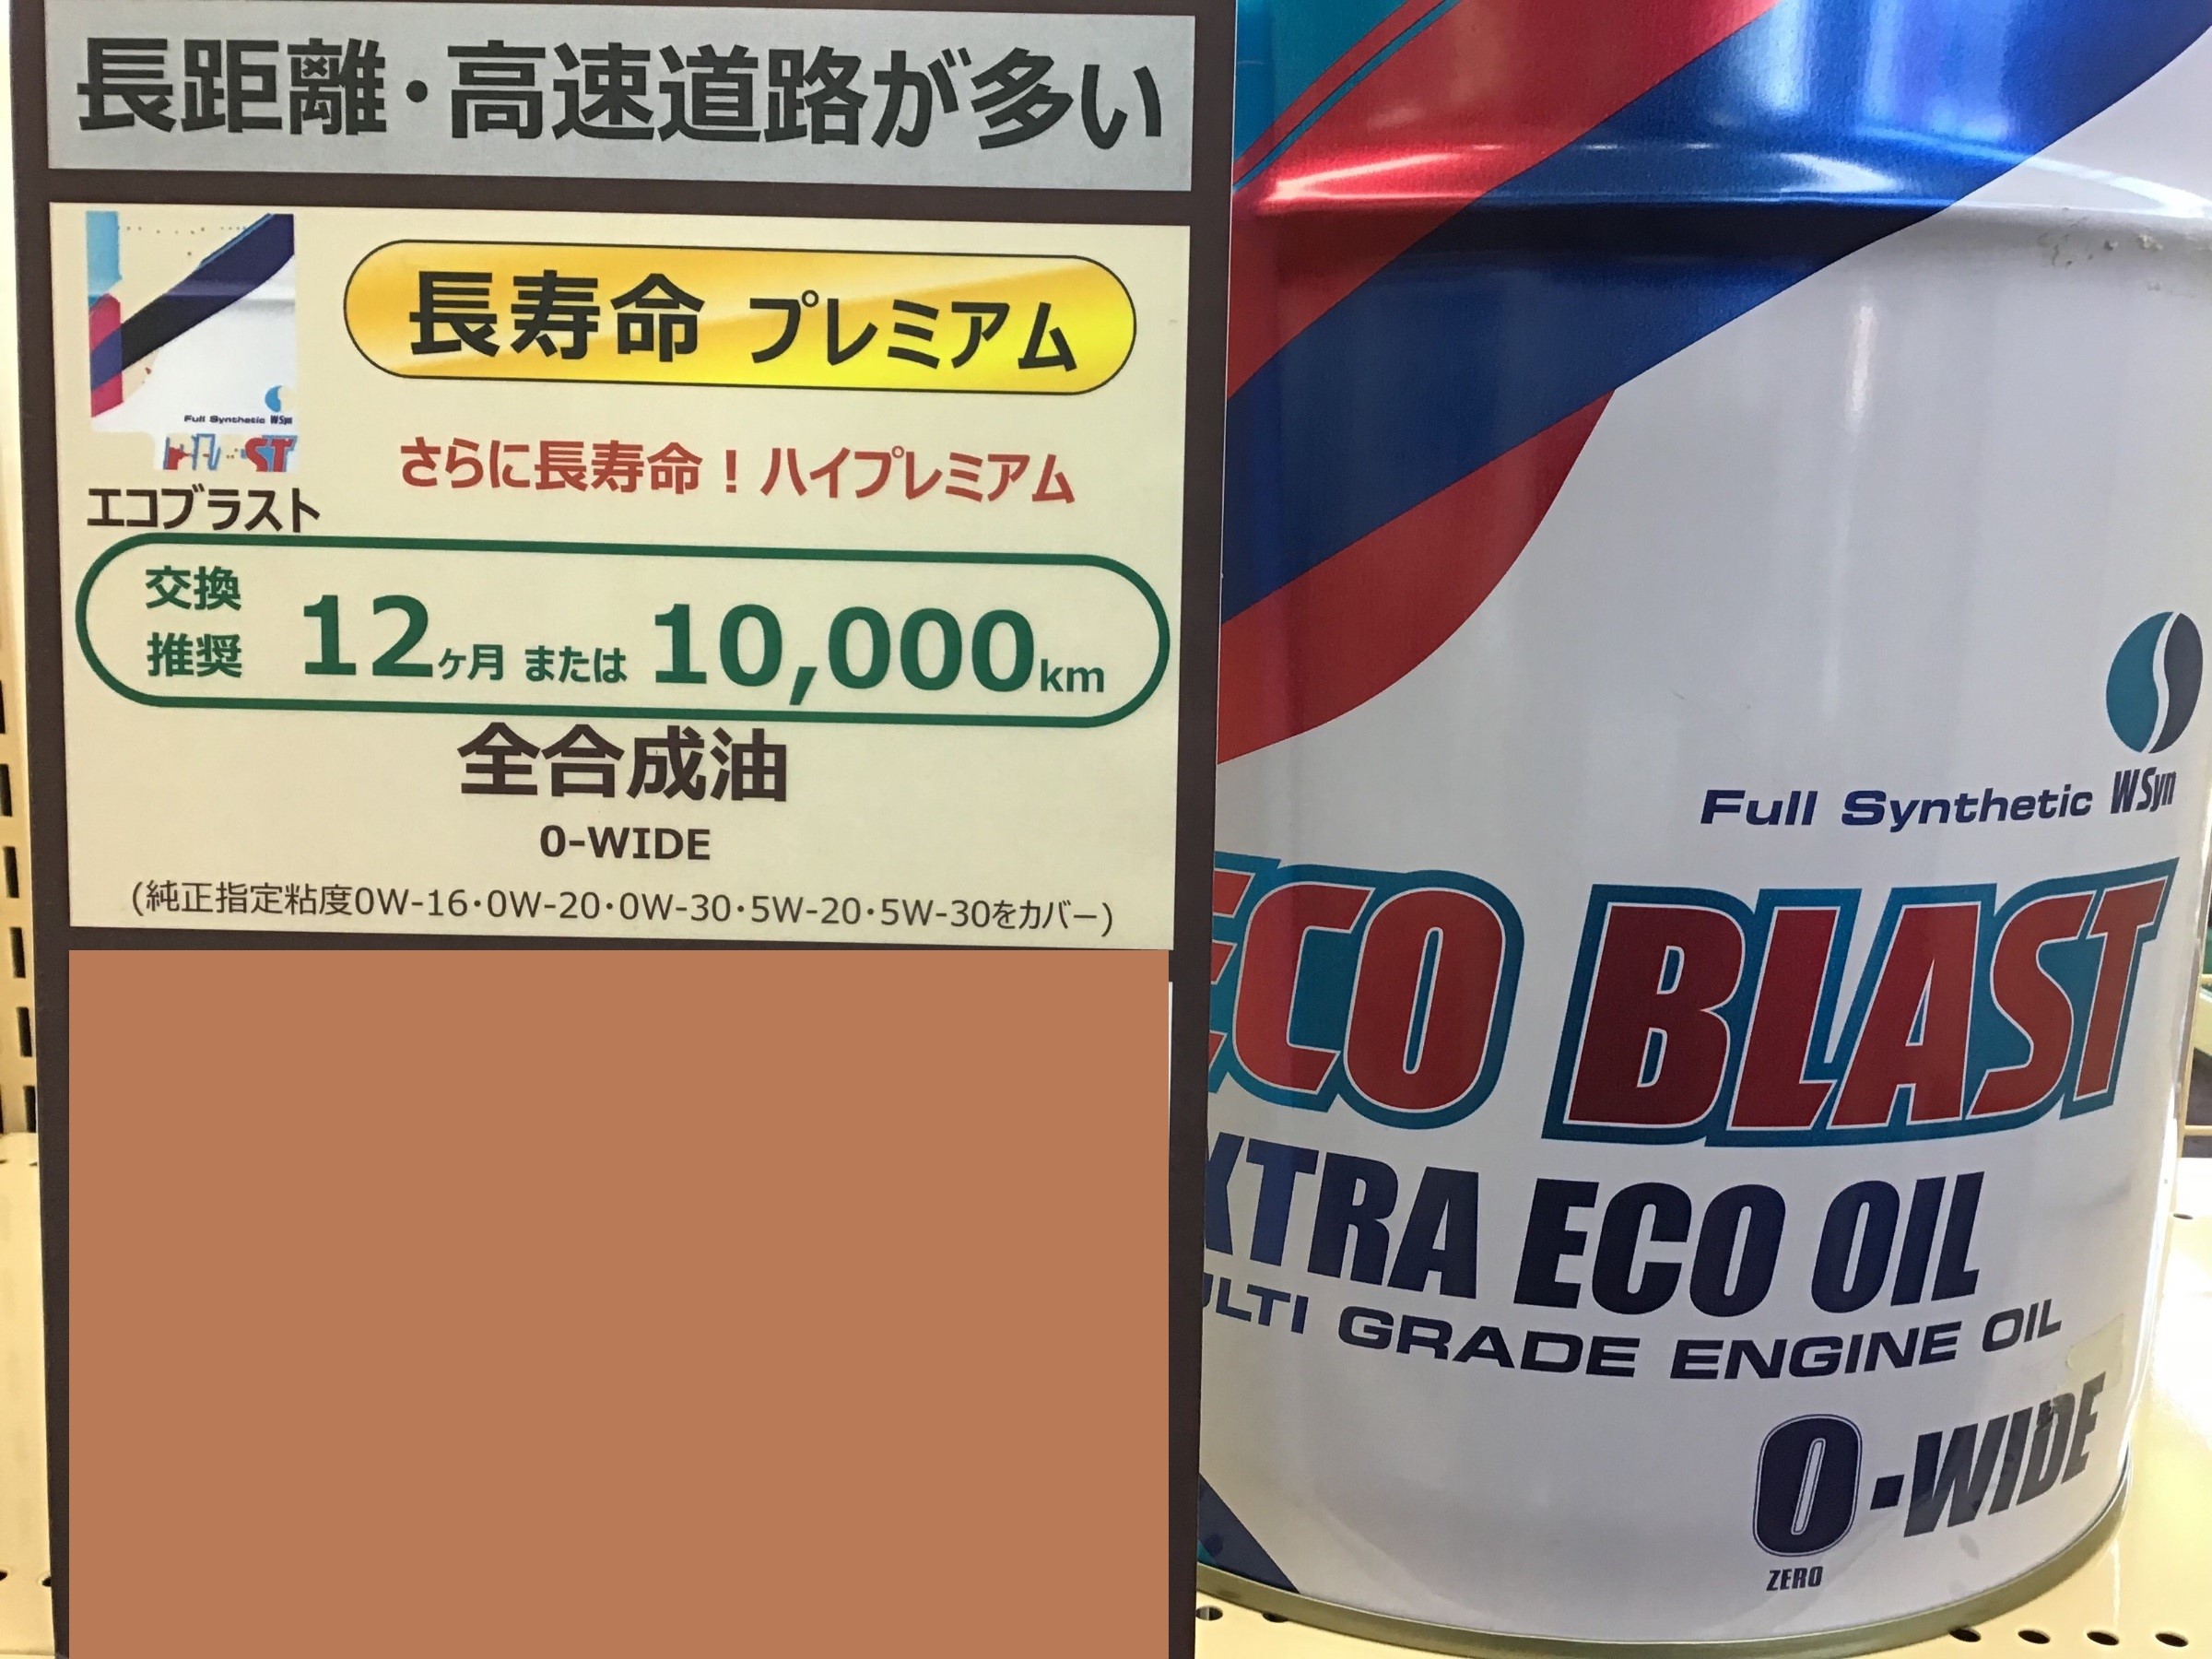 長距離・高速道路が多い
長寿命 プレミアム
さらに長寿命！ハイプレミアム
Full Synthetic WSyn
エコブラスト
交換
推奨
12ヶ月 または 10,000km
全合成油
0-WIDE
(純正指定粘度0W-16・0W-20・0W-30・5W-20・5W-30をカバー)
Full Synthetic WSyn
ECO BLAST
XTRA ECO OIL
ULTI GRADE ENGINE OIL
0-WIDE
ZERO